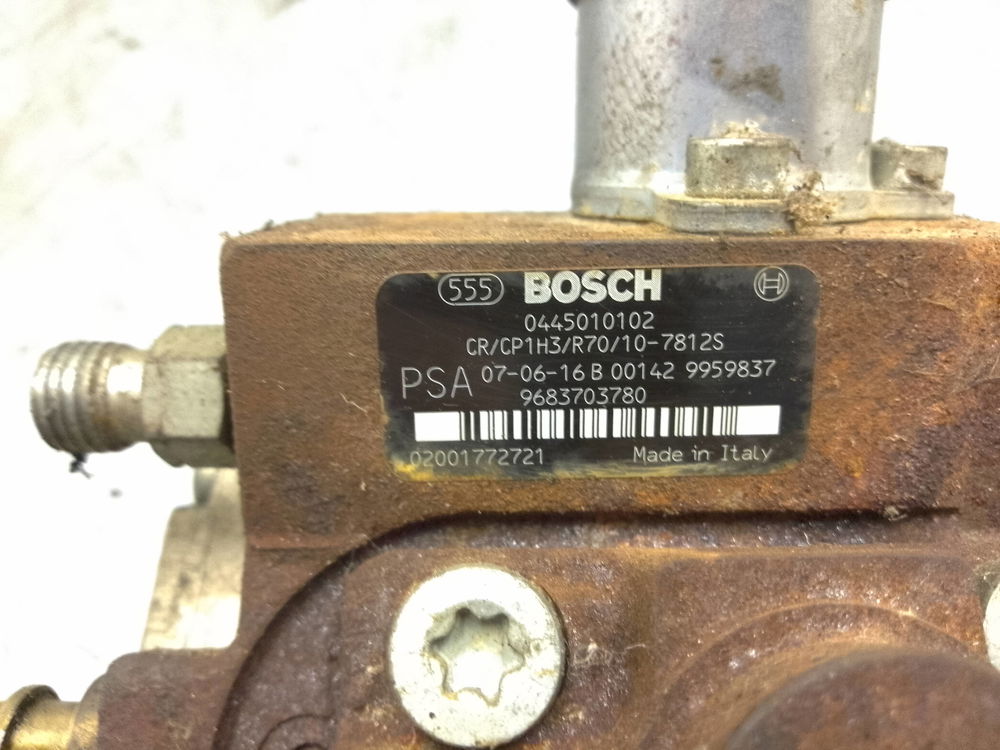 555 BOSCH
0445010102
CR/CP1H3/R70/10-7812S
PSA 07-06-16 B 00142 9959837
9683703780
02001772721 Made in Italy